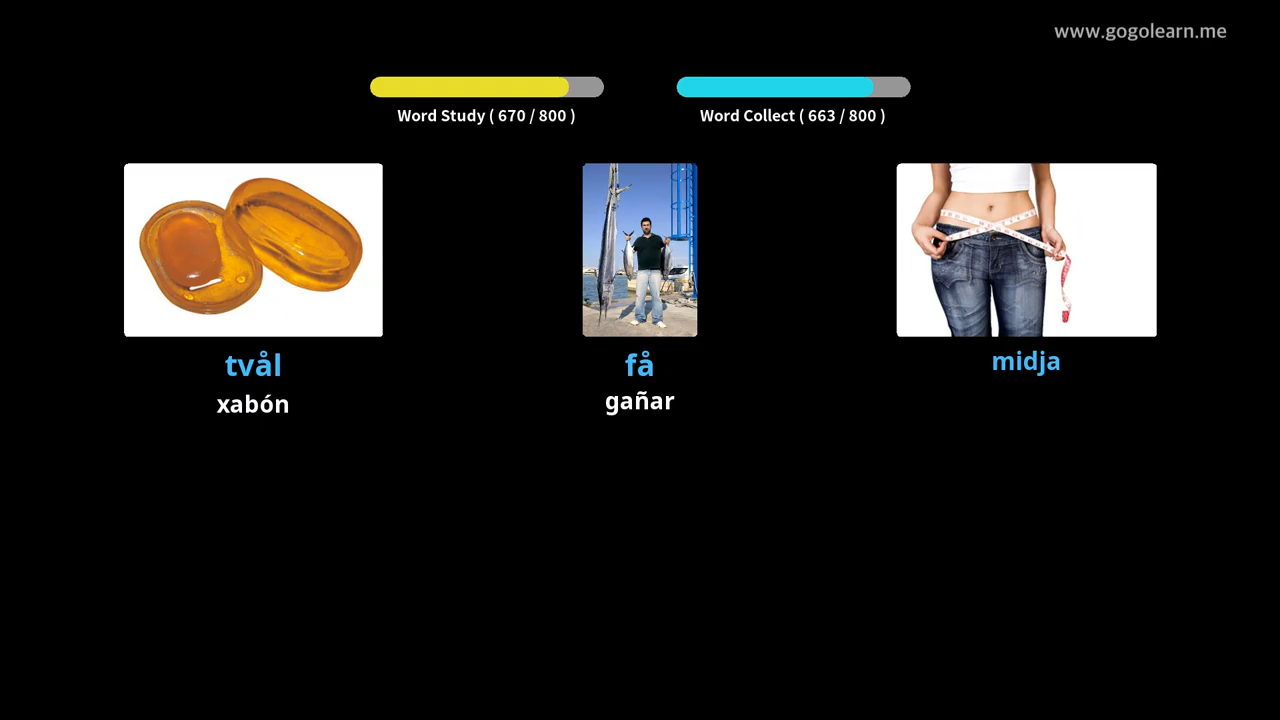 www.gogolearn.me
Word Study ( 670 / 800 )
Word Collect ( 663 / 800 )
tvål
få
midja
xabón
gañar